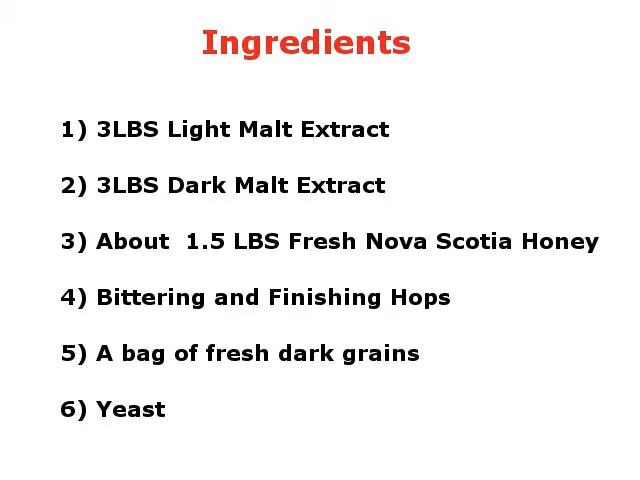 Ingredients
1) 3LBS Light Malt Extract
2) 3LBS Dark Malt Extract
3) About  1.5 LBS Fresh Nova Scotia Honey
4) Bittering and Finishing Hops
5) A bag of fresh dark grains
6) Yeast